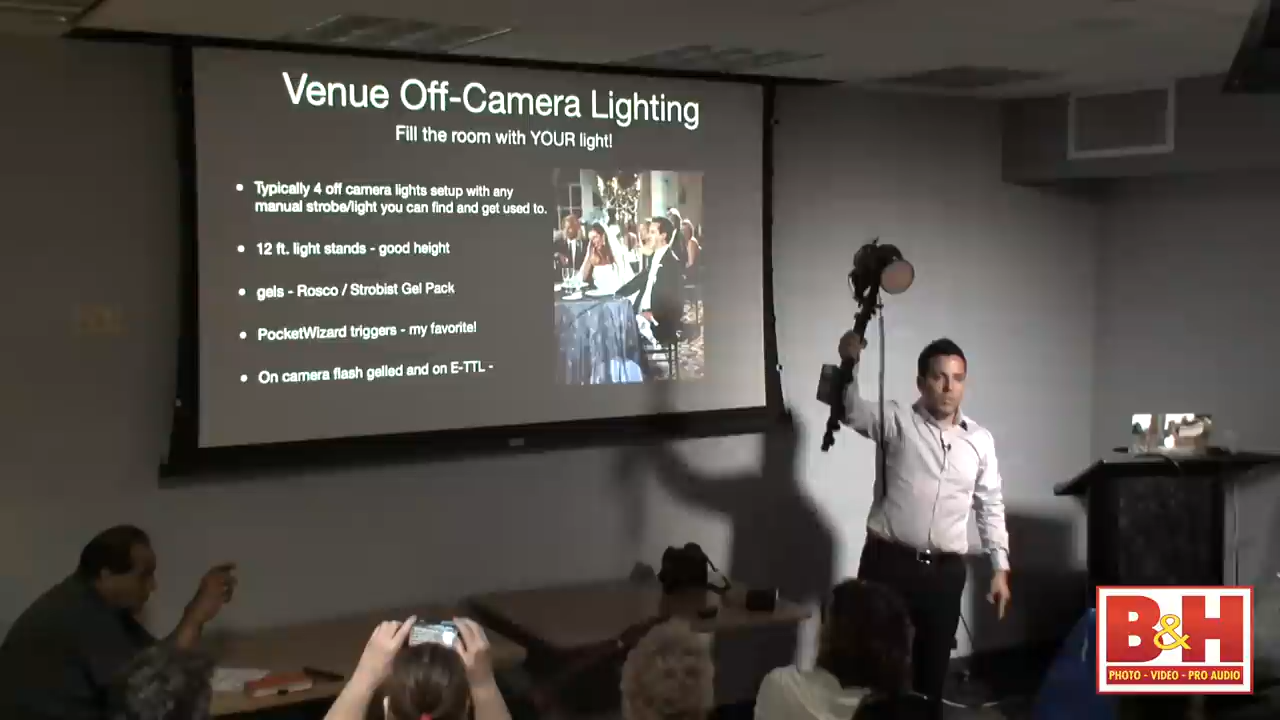 Venue Off-Camera Lighting
Fill the room with YOUR light!
• Typically 4 off camera lights setup with any
manual strobe/light you can find and get used to.
• 12 ft. light stands - good height
• gels - Rosco / Strobist Gel Pack
• PocketWizard triggers - my favorite!
• On camera flash gelled and on E-TTL -
B&H
PHOTO - VIDEO - PRO AUDIO